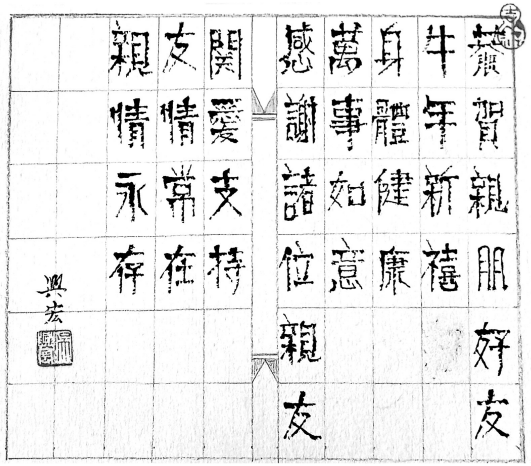 恭賀親朋好友
牛年新禧
身體健康
萬事如意
感謝諸位親友
關愛支持
友情常在
親情永存
興宏